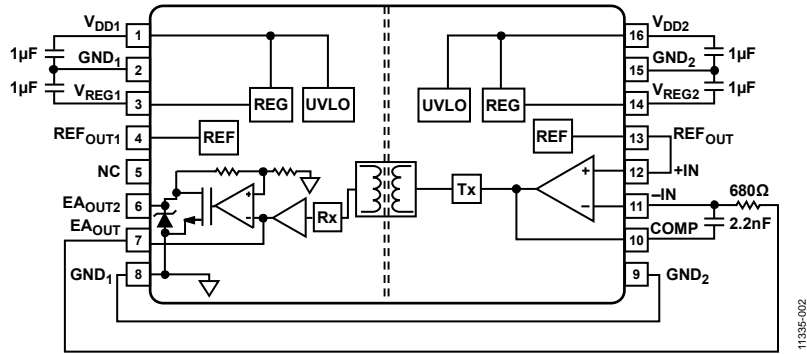 VDD1
1
1µF
GND1
2
1µF
VREG1
3
REG
UVLO
REFOUT1
4
REF
NC
5
EAOUT2
6
EAOUT
7
GND1
8
+
−
Rx
Tx
UVLO
REG
REF
+
−
16
VDD2
1µF
15
GND2
1µF
14
VREG2
13
REFOUT
12
+IN
11
−IN
680Ω
2.2nF
10
COMP
9
GND2
11335-002